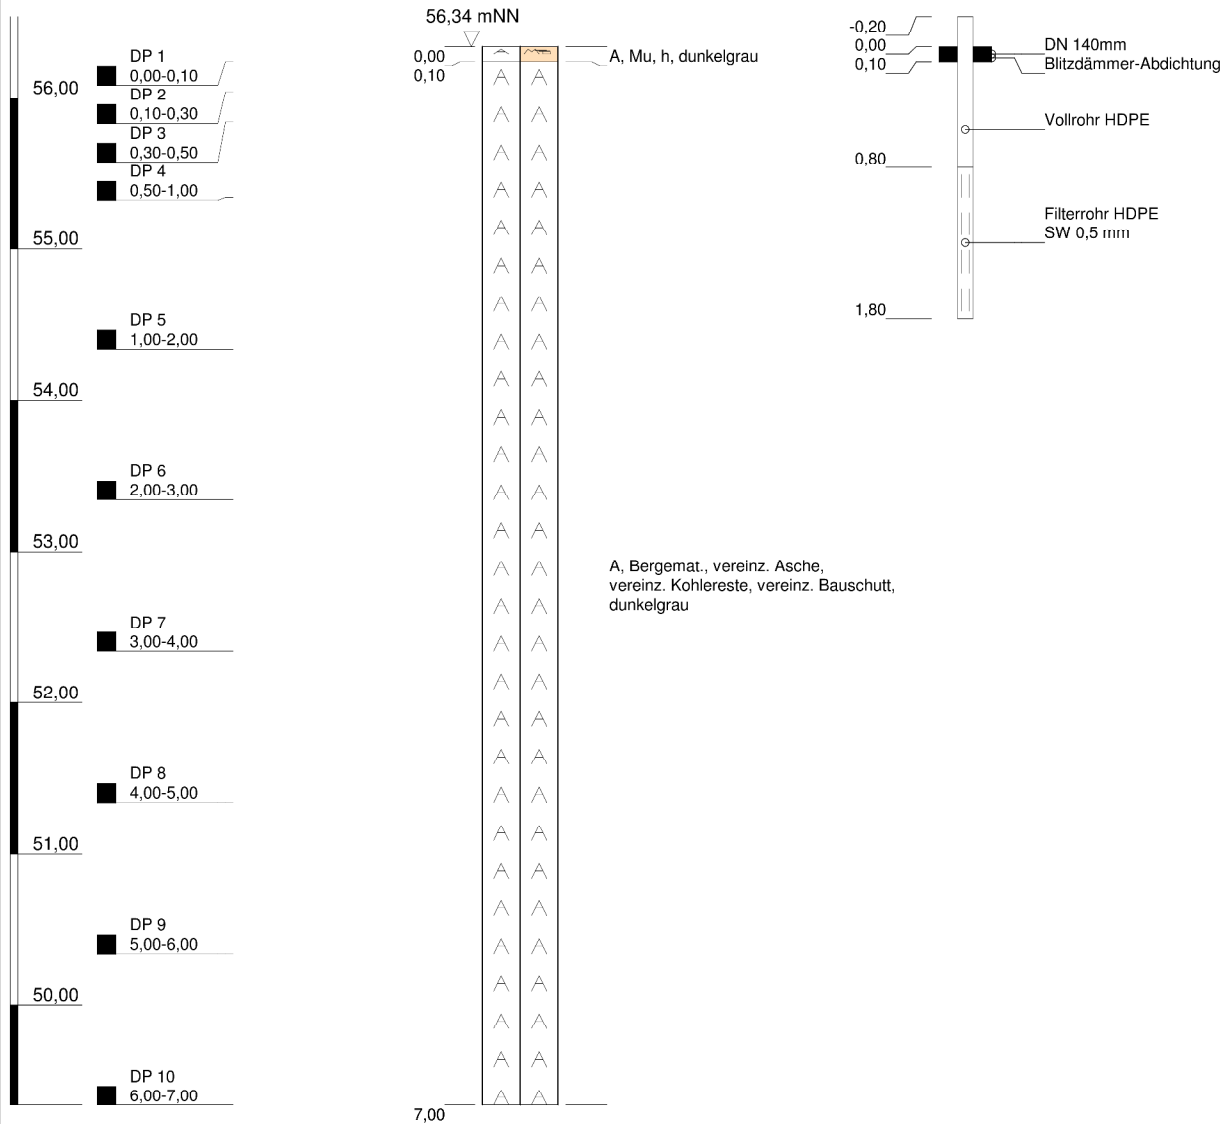 56,34 mNN
DP 1
0,00-0,10
DP 2
0,10-0,30
DP 3
0,30-0,50
DP 4
0,50-1,00
DP 5
1,00-2,00
DP 6
2,00-3,00
DP 7
3,00-4,00
DP 8
4,00-5,00
DP 9
5,00-6,00
DP 10
6,00-7,00
56,00
55,00
54,00
53,00
52,00
51,00
50,00
0,00
0,10
7,00
A, Mu, h, dunkelgrau
A, Bergemat., vereinz. Asche,
vereinz. Kohlereste, vereinz. Bauschutt,
dunkelgrau
-0,20
0,00
0,10
0,80
1,80
DN 140mm
Blitzdämmer-Abdichtung
Vollrohr HDPE
Filterrohr HDPE
SW 0,5 mm